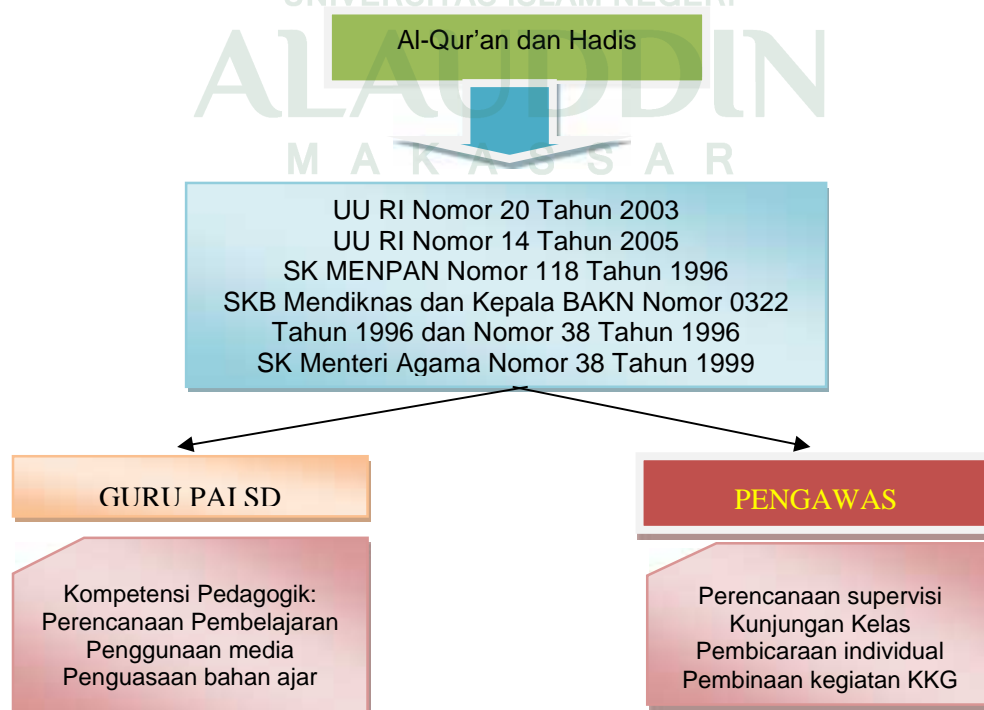 UNIVERSITAS ISLAM NEGERI
Al-Qur'an dan Hadis
ALAUDDIN
MAKASSAR
UU RI Nomor 20 Tahun 2003
UU RI Nomor 14 Tahun 2005
SK MENPAN Nomor 118 Tahun 1996
SKB Mendiknas dan Kepala BAKN Nomor 0322
Tahun 1996 dan Nomor 38 Tahun 1996
SK Menteri Agama Nomor 38 Tahun 1999
GURU PAI SD
PENGAWAS
Kompetensi Pedagogik:
Perencanaan Pembelajaran
Penggunaan media
Penguasaan bahan ajar
Perencanaan supervisi
Kunjungan Kelas
Pembicaraan individual
Pembinaan kegiatan KKG